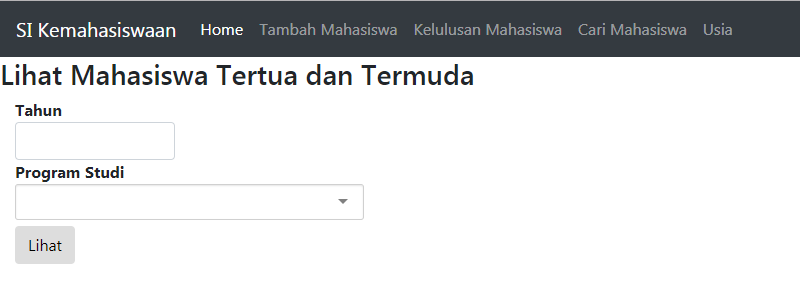 SI Kemahasiswaan Home Tambah Mahasiswa Kelulusan Mahasiswa Cari Mahasiswa Usia
Lihat Mahasiswa Tertua dan Termuda
Tahun
Program Studi
Lihat